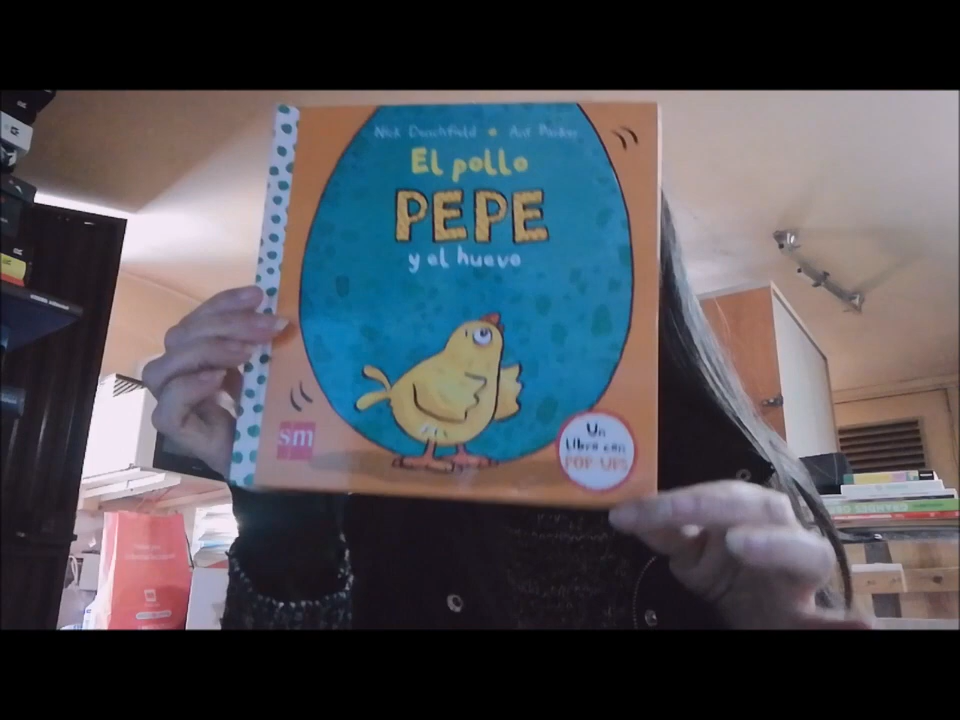 Nick Denchfield • Ant Parker
El pollo
PEPE
y el huevo
sm
Un
Libro con
POP-UPS